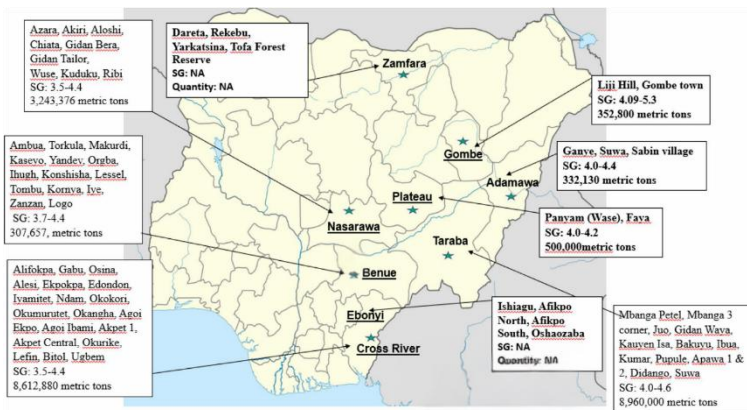 Azara, Akiri, Aloshi,
Chiata, Gidan Bera,
Gidan Tailor,
Wuse, Kuduku, Ribi
SG: 3.5-4.4
3,243,376 metric tons
Dareta, Rekebu,
Yarkatsina, Tofa Forest
Reserve
SG: NA
Quantity: NA
Zamfara
Liji Hill, Gombe town
SG: 4.09-5.3
352,800 metric tons
Gombe
Ambua, Torkula, Makurdi,
Kasevo, Yandev, Orgba,
Ihugh, Konshisha, Lessel,
Tombu, Kornya, Iye,
Zanzan, Logo
SG: 3.7-4.4
307,657, metric tons
Ganye, Suwa, Sabin village
SG: 4.0-4.4
332,130 metric tons
Adamawa
Plateau
Nasarawa
Panyam (Wase), Faya
SG: 4.0-4.2
500,000metric tons
Taraba
Benue
Alifokpa, Gabu, Osina,
Alesi, Ekpokpa, Edondon,
Iyamitet, Ndam, Okokori,
Okumurutet, Okangha, Agoi
Ekpo, Agoi Ibami, Akpet 1,
Akpet Central, Okurike,
Lefin, Bitol, Ugbem
SG: 3.5-4.4
8,612,880 metric tons
Ebonyi
Cross River
Ishiagu, Afikpo
North, Afikpo
South, Oshaozaba
SG: NA
Quantity: NA
Mbanga Petel, Mbanga 3
corner, Juo, Gidan Waya,
Kauyen Isa, Bakuyu, Ibua,
Kumar, Pupule, Apawa 1 &
2, Didango, Suwa
SG: 4.0-4.6
8,960,000 metric tons